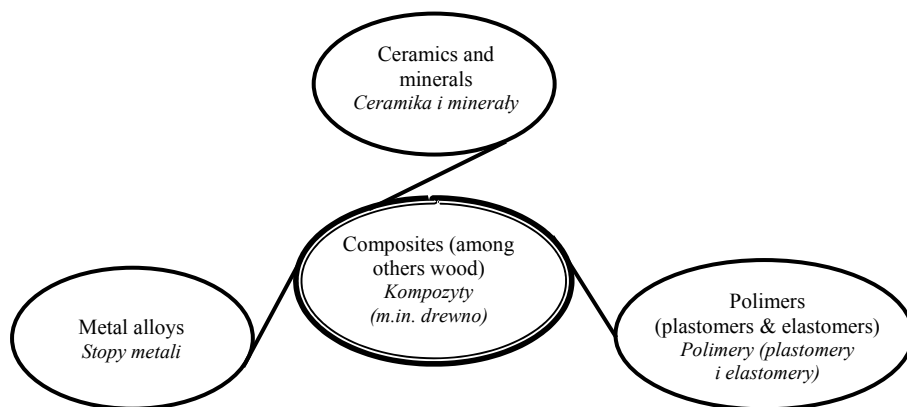 Ceramics and
minerals
Ceramika i minerały
Composites (among
others wood)
Kompozyty
(m.in. drewno)
Metal alloys
Stopy metali
Polimers
(plastomers & elastomers)
Polimery (plastomery
i elastomery)